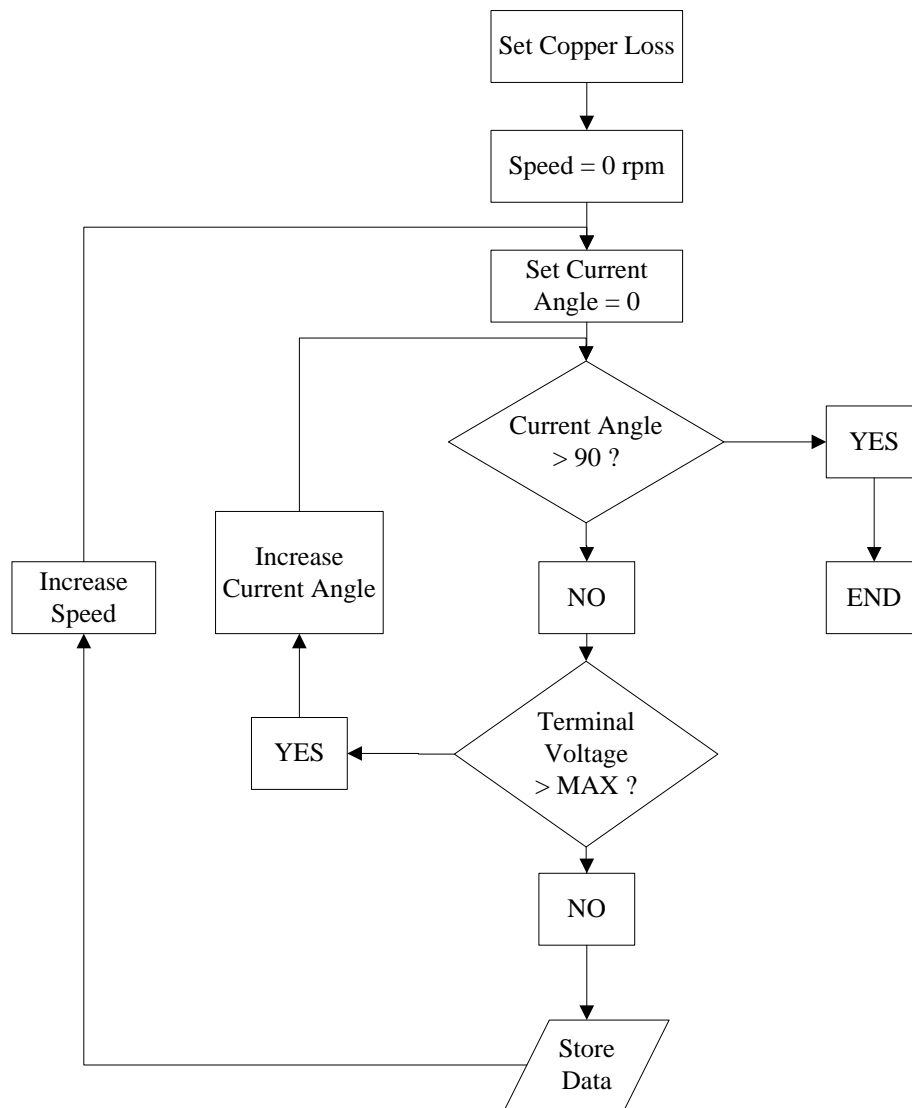 Set Copper Loss
Speed = 0 rpm
Set Current
Angle = 0
Current Angle
> 90 ?
YES
END
NO
Increase
Current Angle
Increase
Speed
Terminal
Voltage
> MAX ?
YES
NO
Store
Data